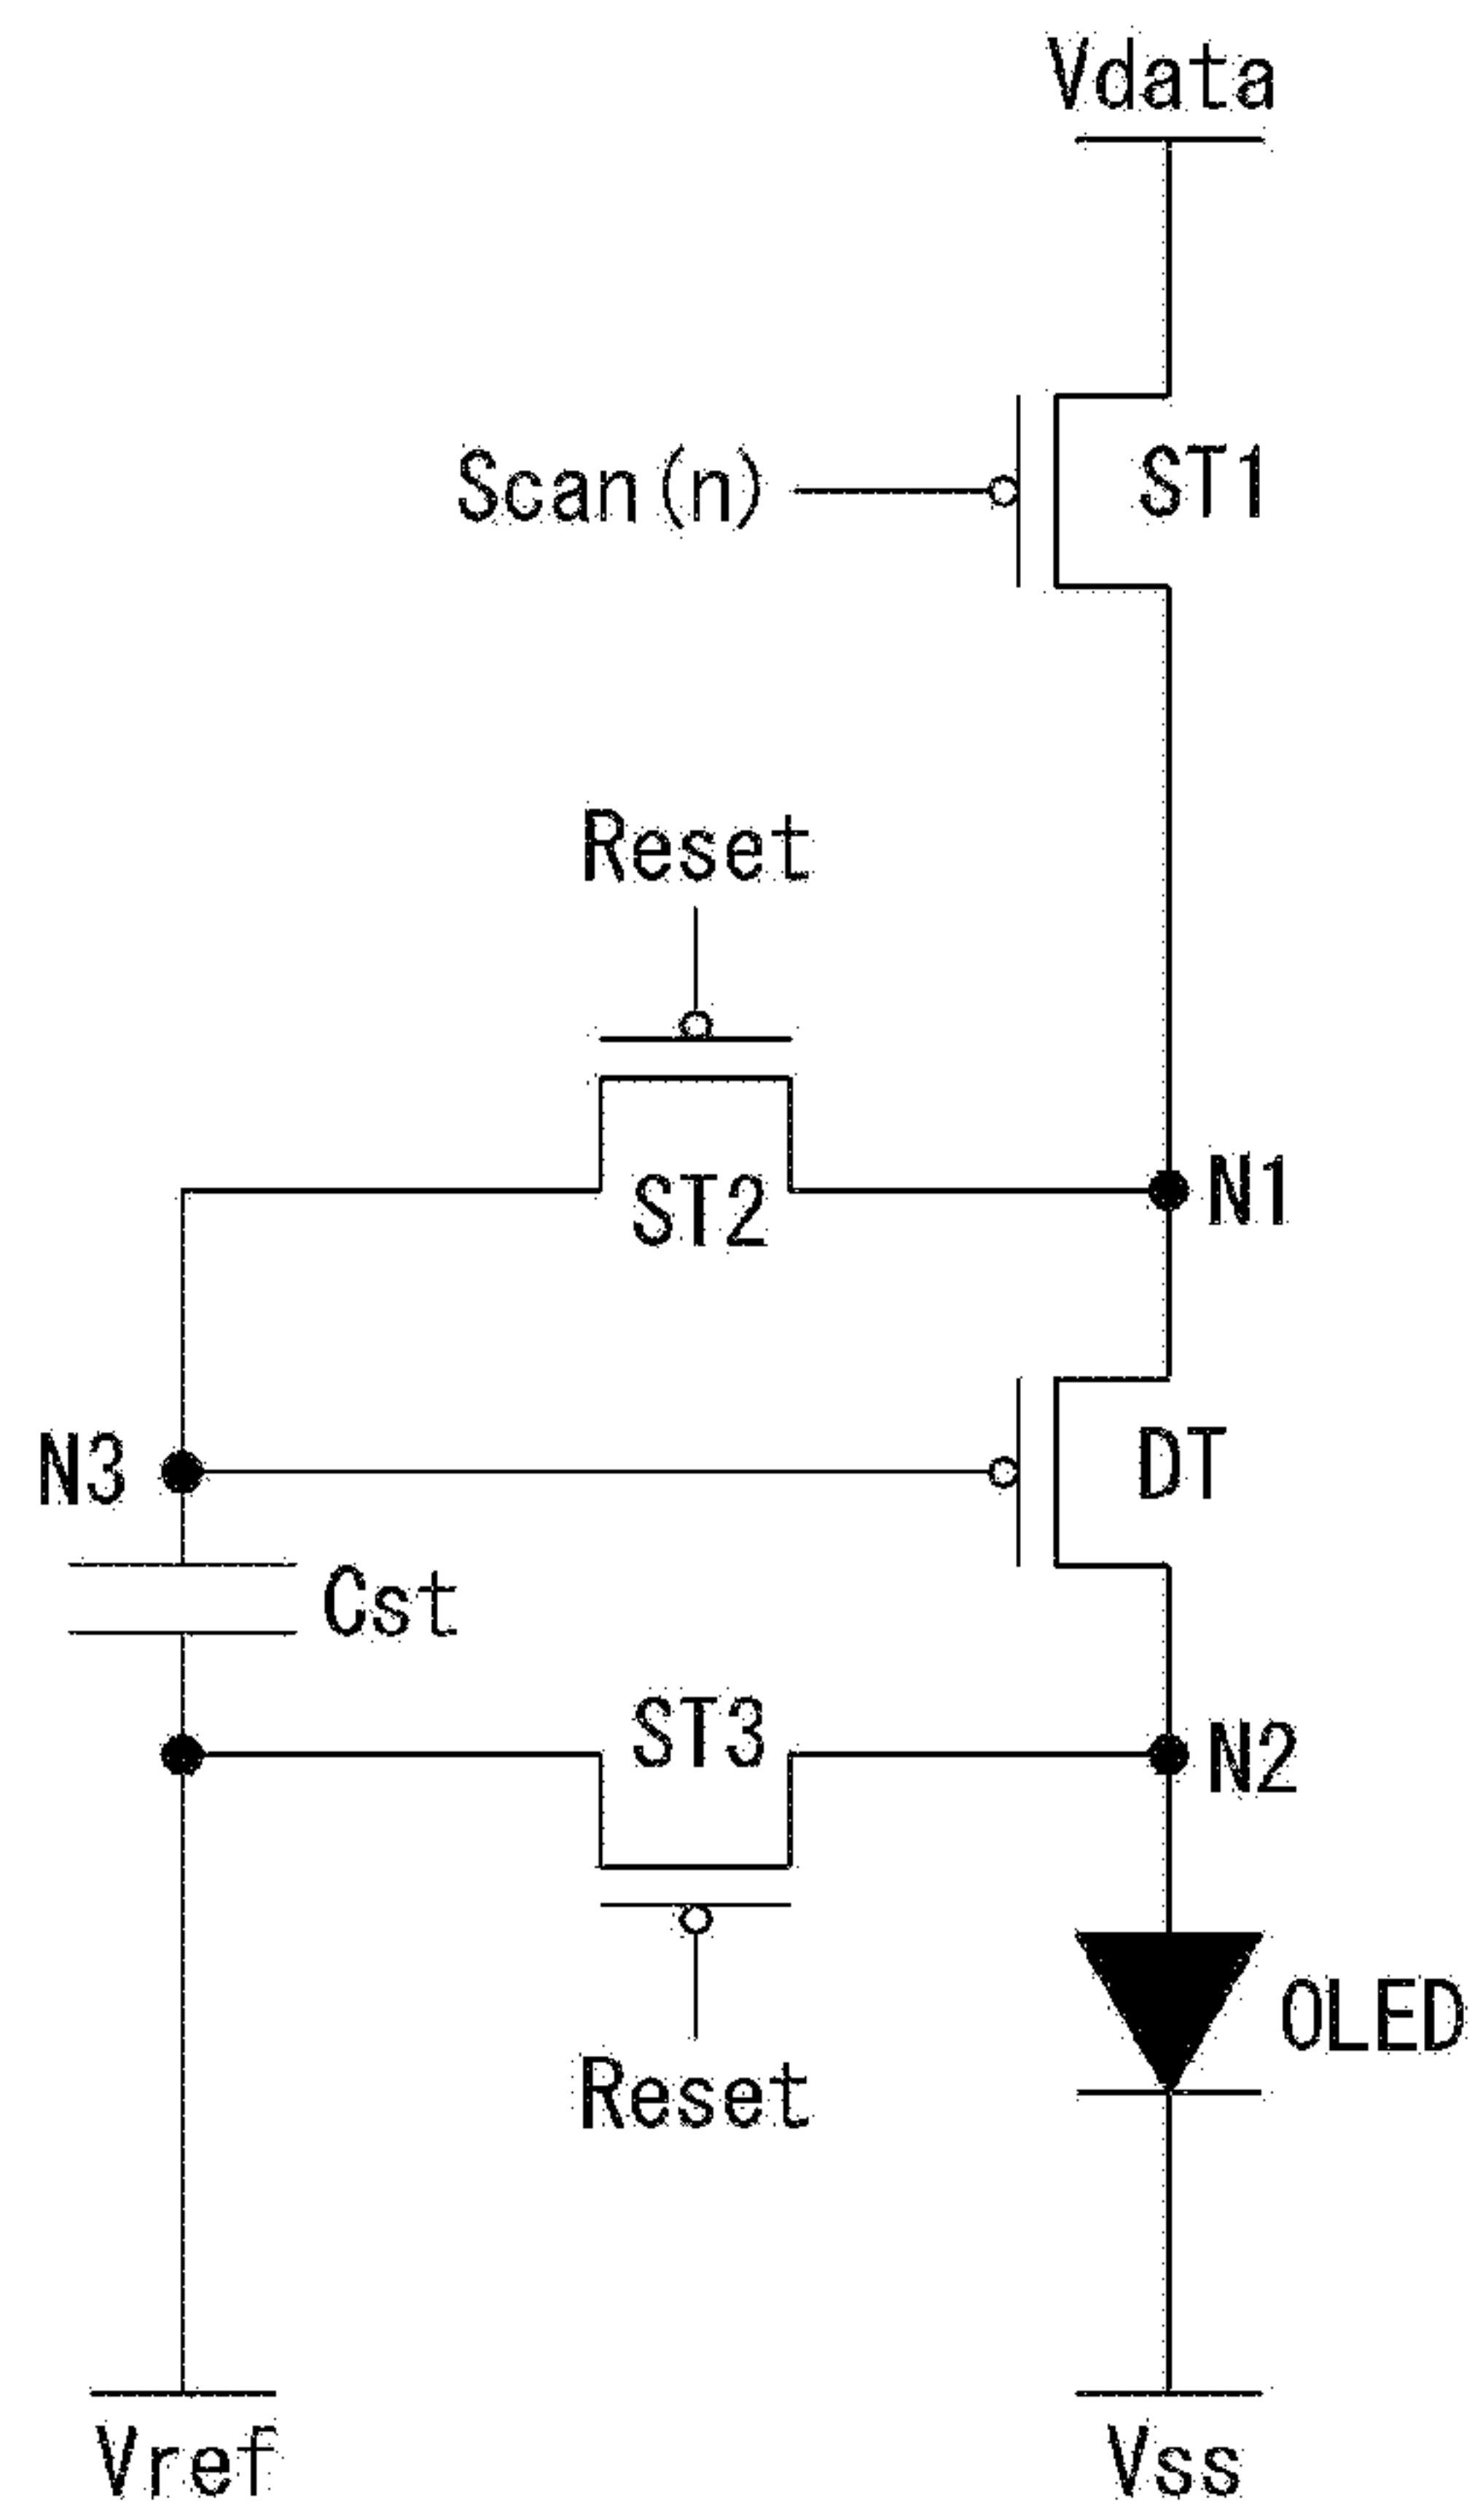 Vdata
Scan(n)
ST1
Reset
ST2
N1
N3
DT
Cst
ST3
N2
OLED
Reset
Vref
Vss